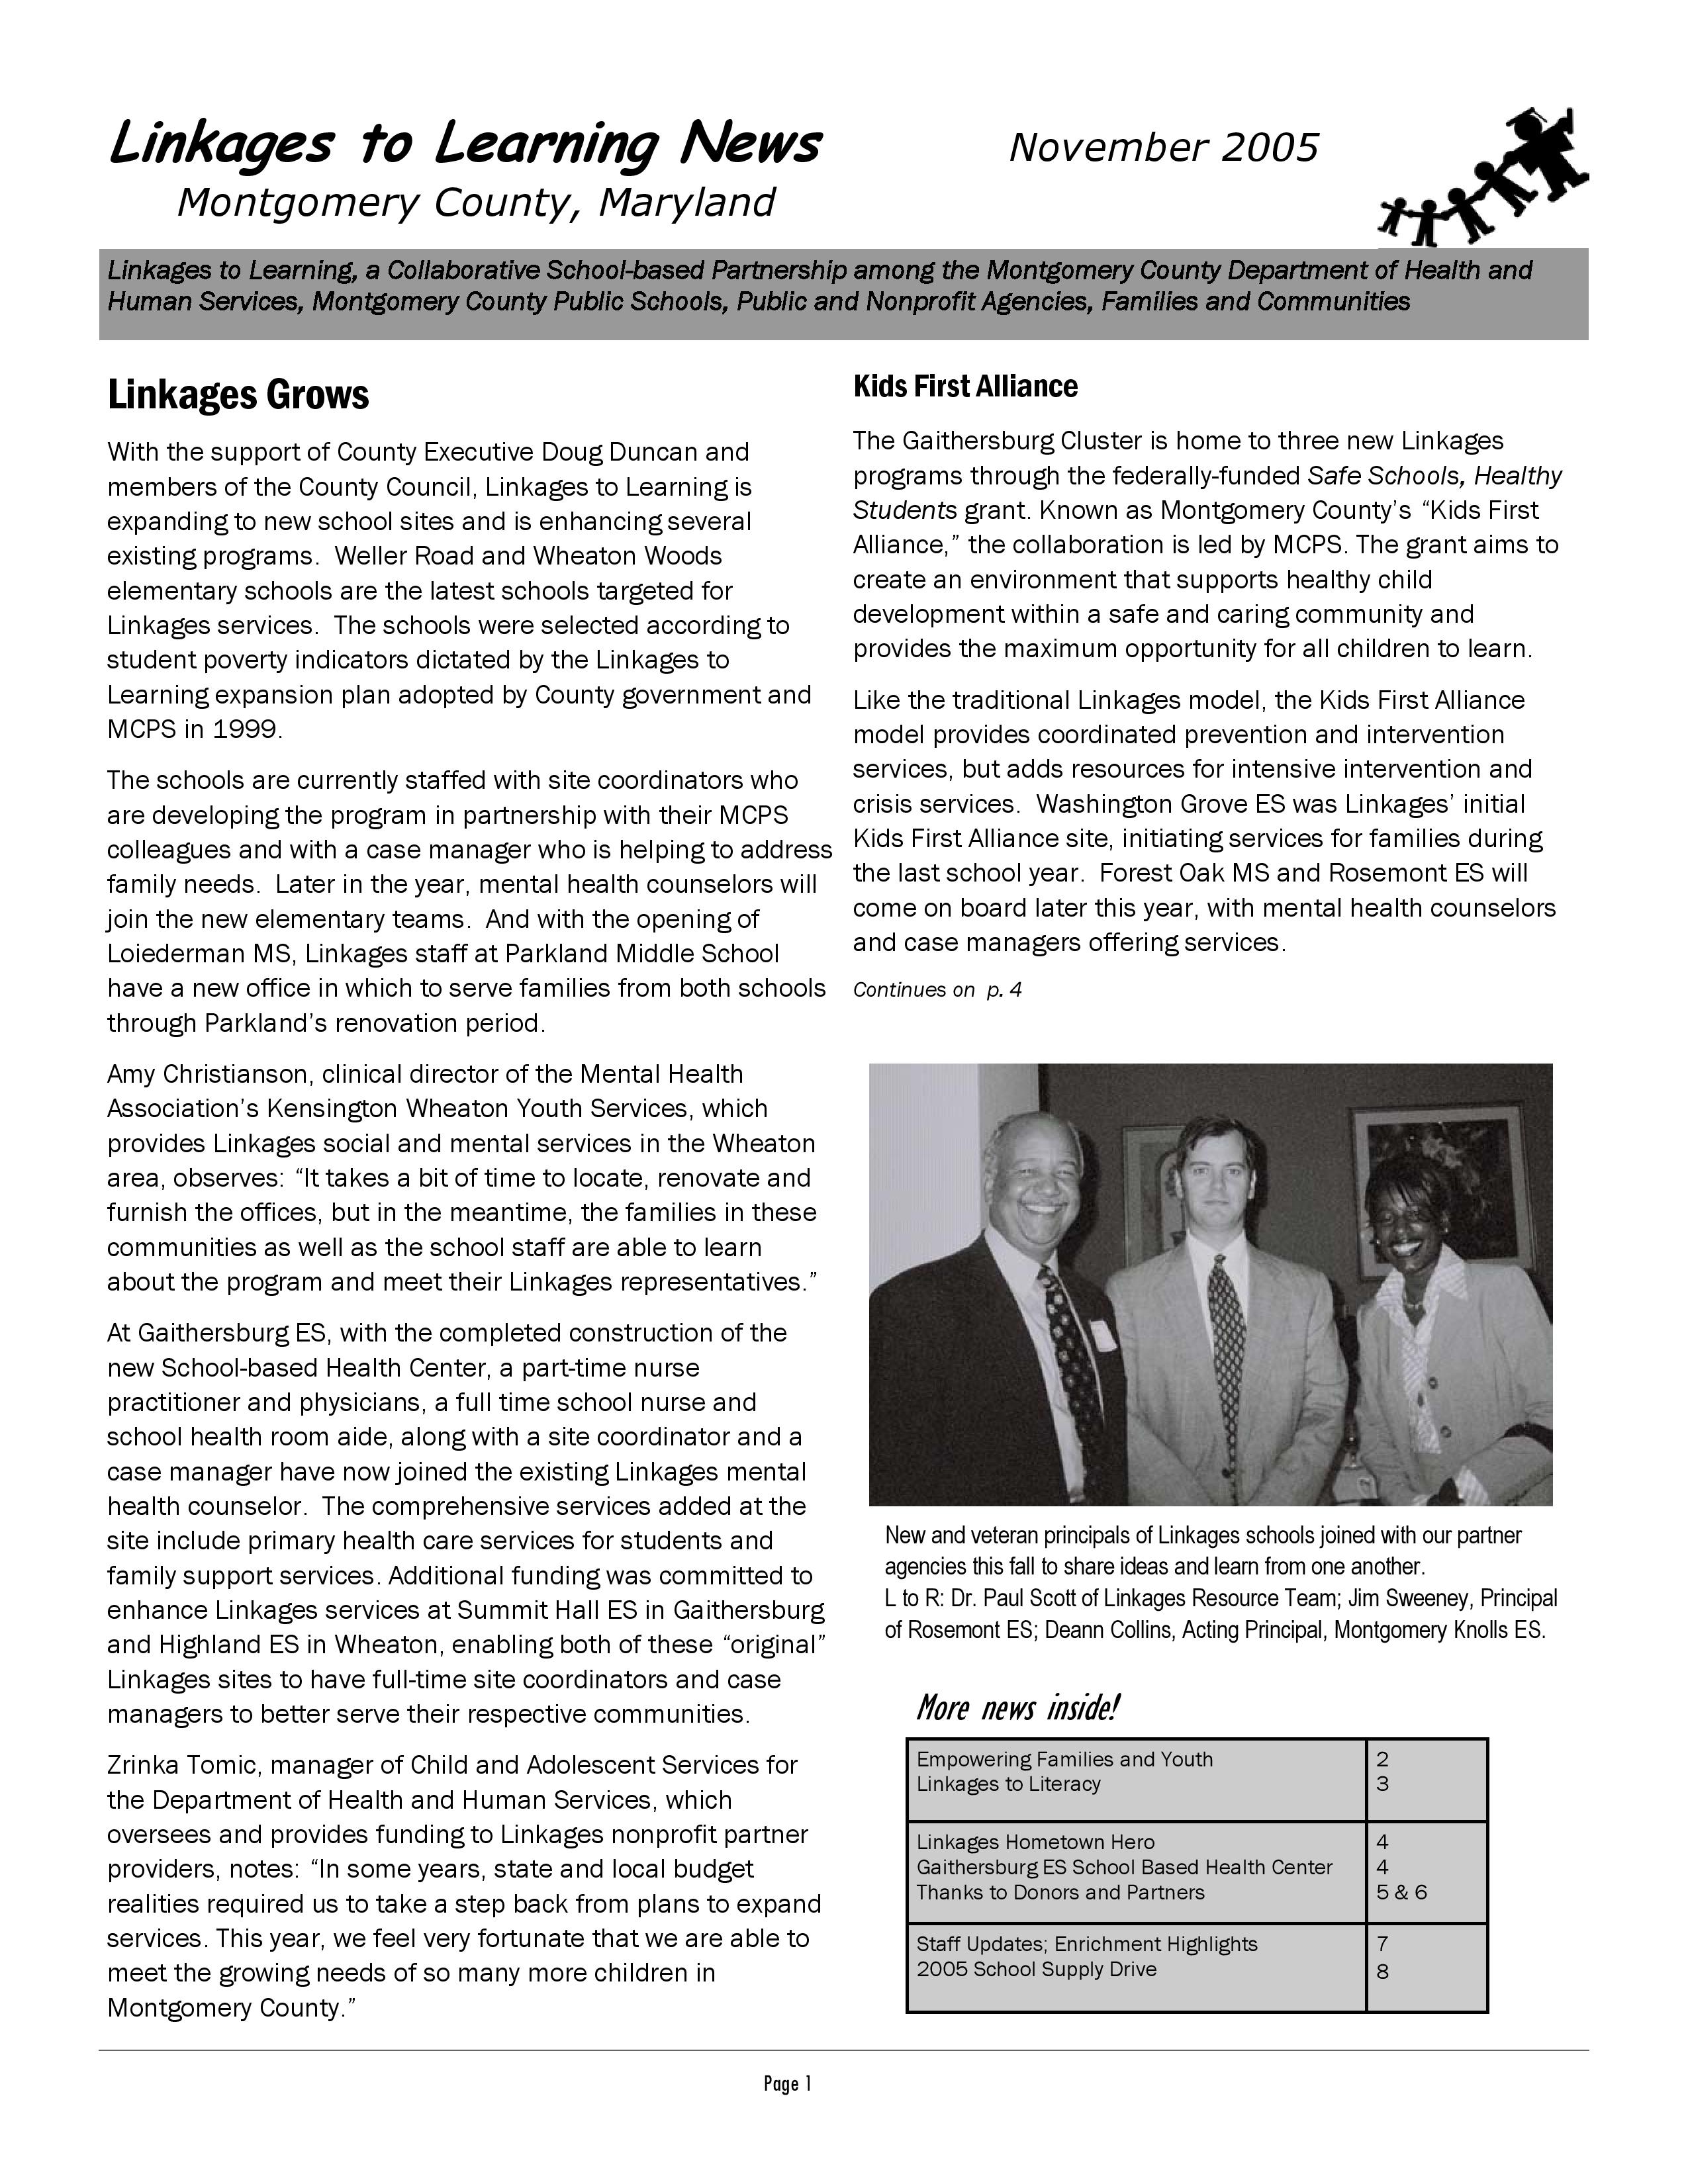 Linkages to Learning News
November 2005
Montgomery County, Maryland
Linkages to Learning, a Collaborative School-based Partnership among the Montgomery County Department of Health and
Human Services, Montgomery County Public Schools, Public and Nonprofit Agencies, Families and Communities
Linkages Grows
With the support of County Executive Doug Duncan and
members of the County Council, Linkages to Learning is
expanding to new school sites and is enhancing several
existing programs.  Weller Road and Wheaton Woods
elementary schools are the latest schools targeted for
Linkages services.  The schools were selected according to
student poverty indicators dictated by the Linkages to
Learning expansion plan adopted by County government and
MCPS in 1999.
The schools are currently staffed with site coordinators who
are developing the program in partnership with their MCPS
colleagues and with a case manager who is helping to address
family needs.  Later in the year, mental health counselors will
join the new elementary teams.  And with the opening of
Loiederman MS, Linkages staff at Parkland Middle School
have a new office in which to serve families from both schools
through Parkland’s renovation period.
Amy Christianson, clinical director of the Mental Health
Association’s Kensington Wheaton Youth Services, which
provides Linkages social and mental services in the Wheaton
area, observes: “It takes a bit of time to locate, renovate and
furnish the offices, but in the meantime, the families in these
communities as well as the school staff are able to learn
about the program and meet their Linkages representatives.”
At Gaithersburg ES, with the completed construction of the
new School-based Health Center, a part-time nurse
practitioner and physicians, a full time school nurse and
school health room aide, along with a site coordinator and a
case manager have now joined the existing Linkages mental
health counselor.  The comprehensive services added at the
site include primary health care services for students and
family support services. Additional funding was committed to
enhance Linkages services at Summit Hall ES in Gaithersburg
and Highland ES in Wheaton, enabling both of these “original”
Linkages sites to have full-time site coordinators and case
managers to better serve their respective communities.
Zrinka Tomic, manager of Child and Adolescent Services for
the Department of Health and Human Services, which
oversees and provides funding to Linkages nonprofit partner
providers, notes: “In some years, state and local budget
realities required us to take a step back from plans to expand
services. This year, we feel very fortunate that we are able to
meet the growing needs of so many more children in
Montgomery County.”
Kids First Alliance
The Gaithersburg Cluster is home to three new Linkages
programs through the federally-funded Safe Schools, Healthy
Students grant. Known as Montgomery County’s “Kids First
Alliance,” the collaboration is led by MCPS. The grant aims to
create an environment that supports healthy child
development within a safe and caring community and
provides the maximum opportunity for all children to learn.
Like the traditional Linkages model, the Kids First Alliance
model provides coordinated prevention and intervention
services, but adds resources for intensive intervention and
crisis services.  Washington Grove ES was Linkages’ initial
Kids First Alliance site, initiating services for families during
the last school year.  Forest Oak MS and Rosemont ES will
come on board later this year, with mental health counselors
and case managers offering services.
Continues on  p. 4
New and veteran principals of Linkages schools joined with our partner
agencies this fall to share ideas and learn from one another.
L to R: Dr. Paul Scott of Linkages Resource Team; Jim Sweeney, Principal
of Rosemont ES; Deann Collins, Acting Principal, Montgomery Knolls ES.
More news inside!
Empowering Families and Youth 2
Linkages to Literacy 3
Linkages Hometown Hero 4
Gaithersburg ES School Based Health Center 4
Thanks to Donors and Partners 5 & 6
Staff Updates; Enrichment Highlights 7
2005 School Supply Drive 8
Page 1